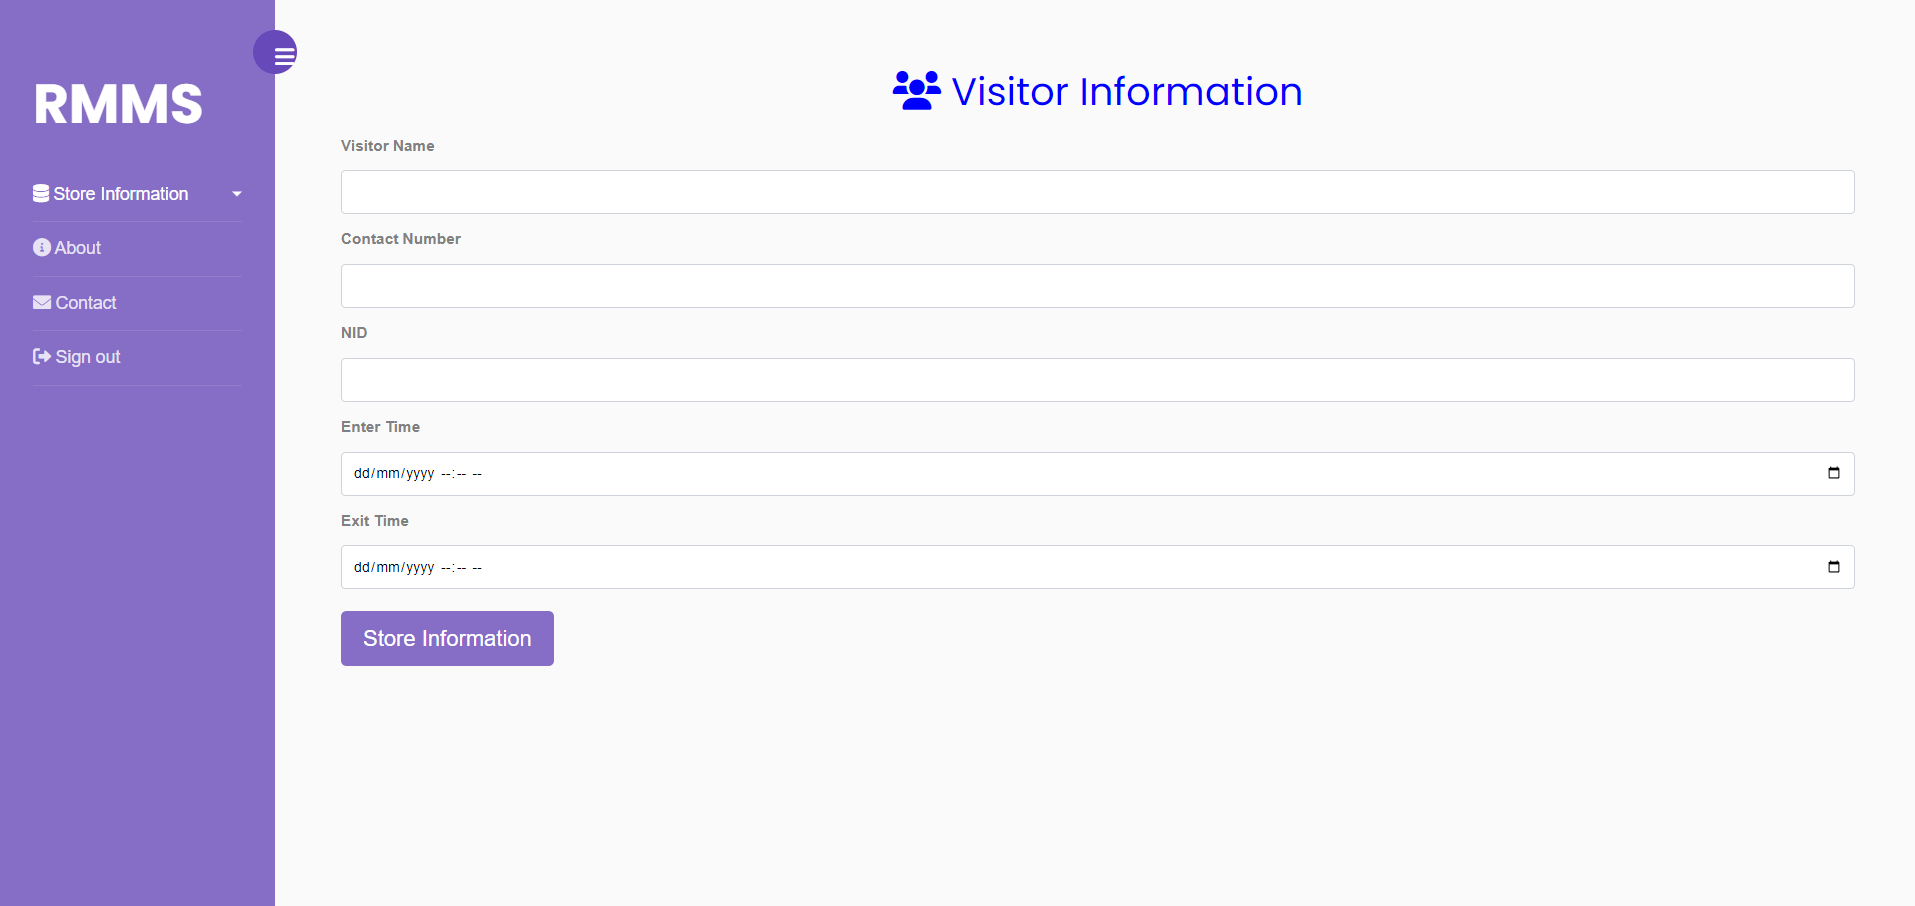 RMMS
Store Information
About
Contact
Sign out
Visitor Information
Visitor Name
Contact Number
NID
Enter Time
dd/mm/yyyy --:-- --
Exit Time
dd/mm/yyyy --:-- --
Store Information